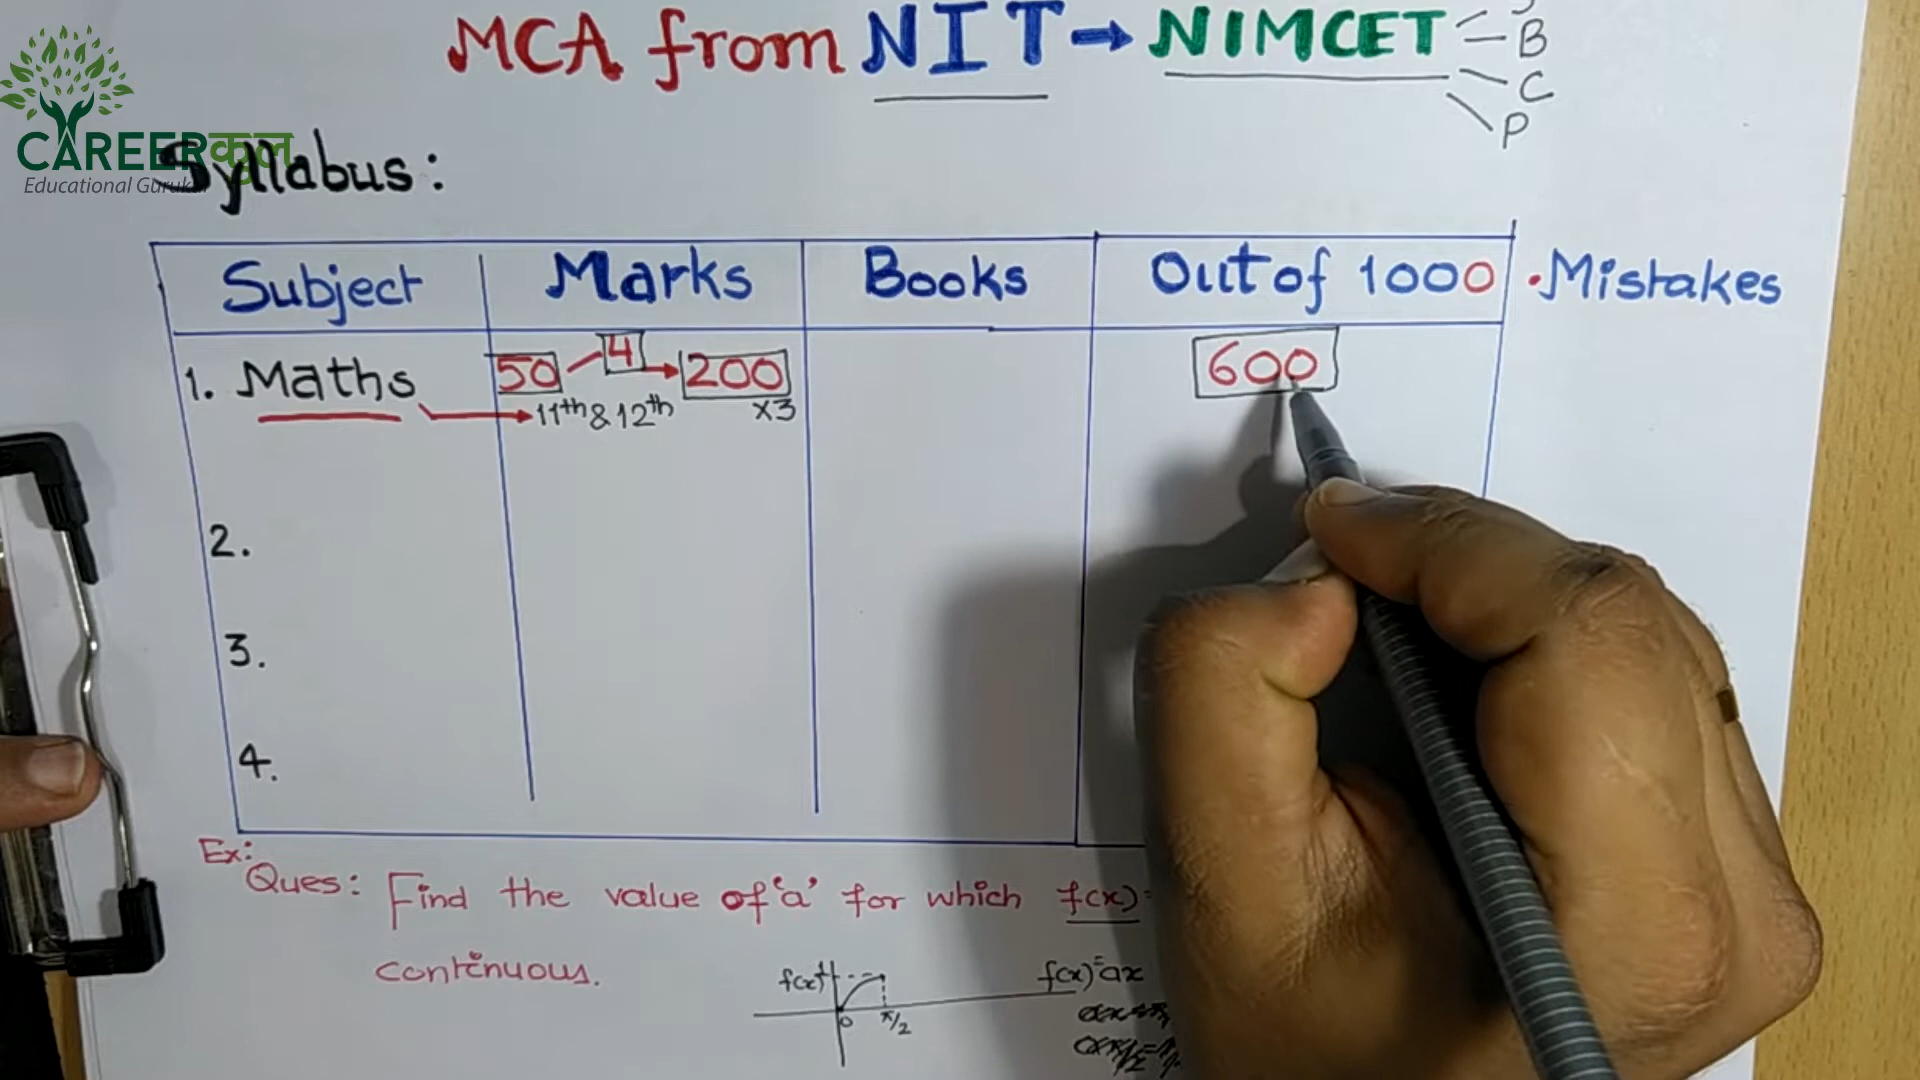 MCA from NIT → NIMCET
B
C
P
CAREERकुल
Educational Gurukul
Syllabus:
Subject Marks Books Out of 1000 • Mistakes
1. Maths 50 4 → 200 600
11th & 12th x3
2.
3.
4.
Ex:
Ques: Find the value of 'a' for which f(x)=
continuous.
f(x) 1 f(x)=ax
0 π/2